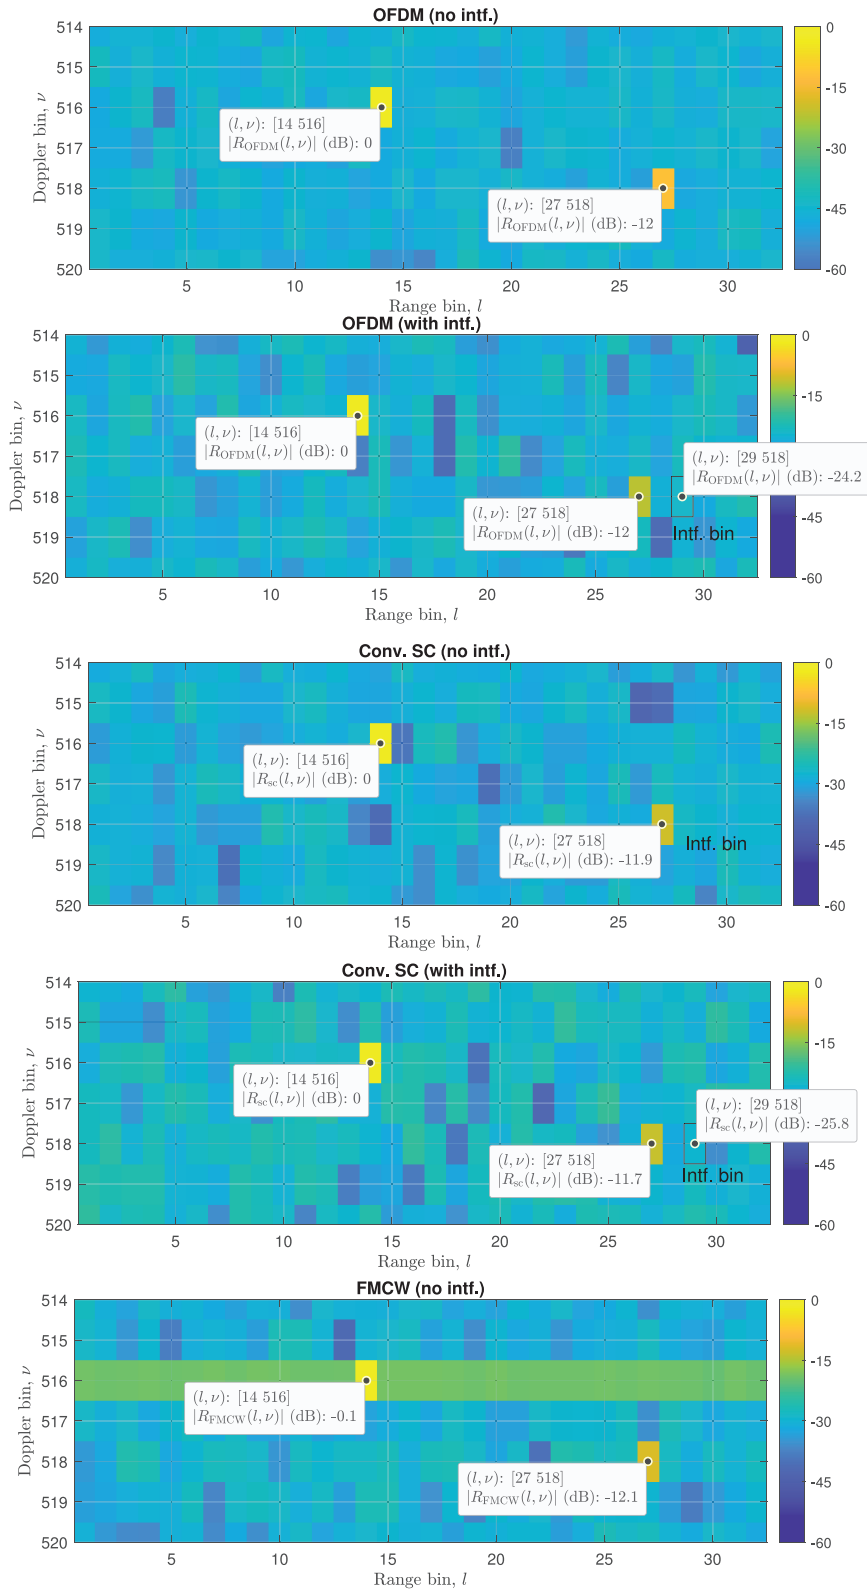 OFDM (no intf.)
514
515
516
517
518
519
520
Doppler bin, ν
(l, ν): [14 516]
|R_OFDM(l, ν)| (dB): 0
(l, ν): [27 518]
|R_OFDM(l, ν)| (dB): -12
5
10
15
20
25
30
Range bin, l
0
-15
-30
-45
-60
OFDM (with intf.)
514
515
516
517
518
519
520
Doppler bin, ν
(l, ν): [14 516]
|R_OFDM(l, ν)| (dB): 0
(l, ν): [27 518]
|R_OFDM(l, ν)| (dB): -12
(l, ν): [29 518]
|R_OFDM(l, ν)| (dB): -24.2
Intf. bin
5
10
15
20
25
30
Range bin, l
0
-15
-45
-60
Conv. SC (no intf.)
514
515
516
517
518
519
520
Doppler bin, ν
(l, ν): [14 516]
|R_sc(l, ν)| (dB): 0
(l, ν): [27 518]
|R_sc(l, ν)| (dB): -11.9
Intf. bin
5
10
15
20
25
30
Range bin, l
0
-15
-30
-45
-60
Conv. SC (with intf.)
514
515
516
517
518
519
520
Doppler bin, ν
(l, ν): [14 516]
|R_sc(l, ν)| (dB): 0
(l, ν): [27 518]
|R_sc(l, ν)| (dB): -11.7
(l, ν): [29 518]
|R_sc(l, ν)| (dB): -25.8
Intf. bin
5
10
15
20
25
30
Range bin, l
0
-15
-45
-60
FMCW (no intf.)
514
515
516
517
518
519
520
Doppler bin, ν
(l, ν): [14 516]
|R_FMCW(l, ν)| (dB): -0.1
(l, ν): [27 518]
|R_FMCW(l, ν)| (dB): -12.1
5
10
15
20
25
30
Range bin, l
0
-15
-30
-45
-60